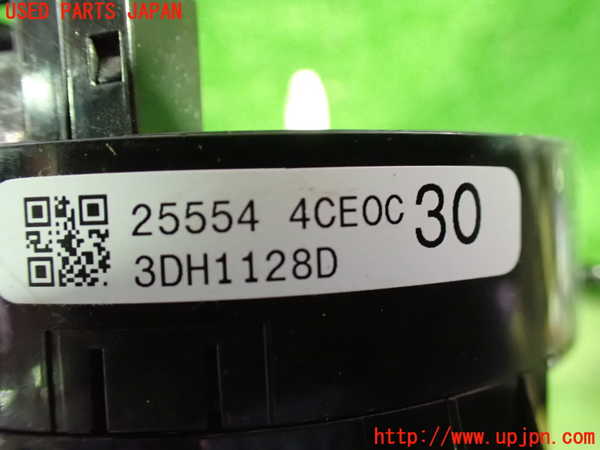 USED PARTS JAPAN
25554 4CE0C 30
3DH1128D
http://www.upjpn.com/